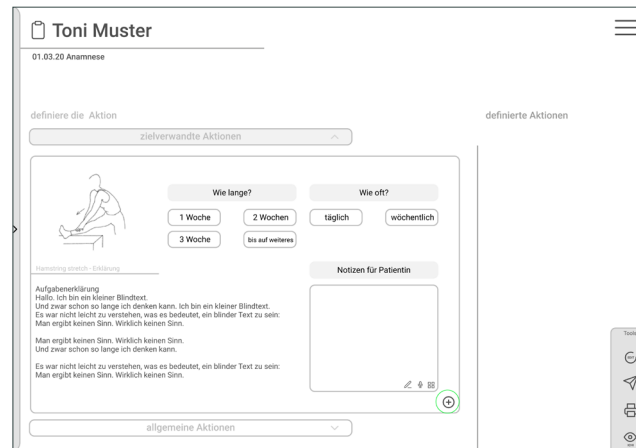 Toni Muster
01.03.20 Anamnese
definiere die Aktion
definierte Aktionen
zielverwandte Aktionen
Wie lange?
Wie oft?
1 Woche
2 Wochen
täglich
wöchentlich
3 Woche
bis auf weiteres
Hamstring stretch - Erklärung
Notizen für Patientin
Aufgabenerklärung
Hallo. Ich bin ein kleiner Blindtext.
Und zwar schon so lange ich denken kann. Ich bin ein kleiner Blindtext.
Es war nicht leicht zu verstehen, was es bedeutet, ein blinder Text zu sein:
Man ergibt keinen Sinn. Wirklich keinen Sinn.
Man ergibt keinen Sinn. Wirklich keinen Sinn.
Und zwar schon so lange ich denken kann.
Es war nicht leicht zu verstehen, was es bedeutet, ein blinder Text zu sein:
Man ergibt keinen Sinn. Wirklich keinen Sinn.
allgemeine Aktionen